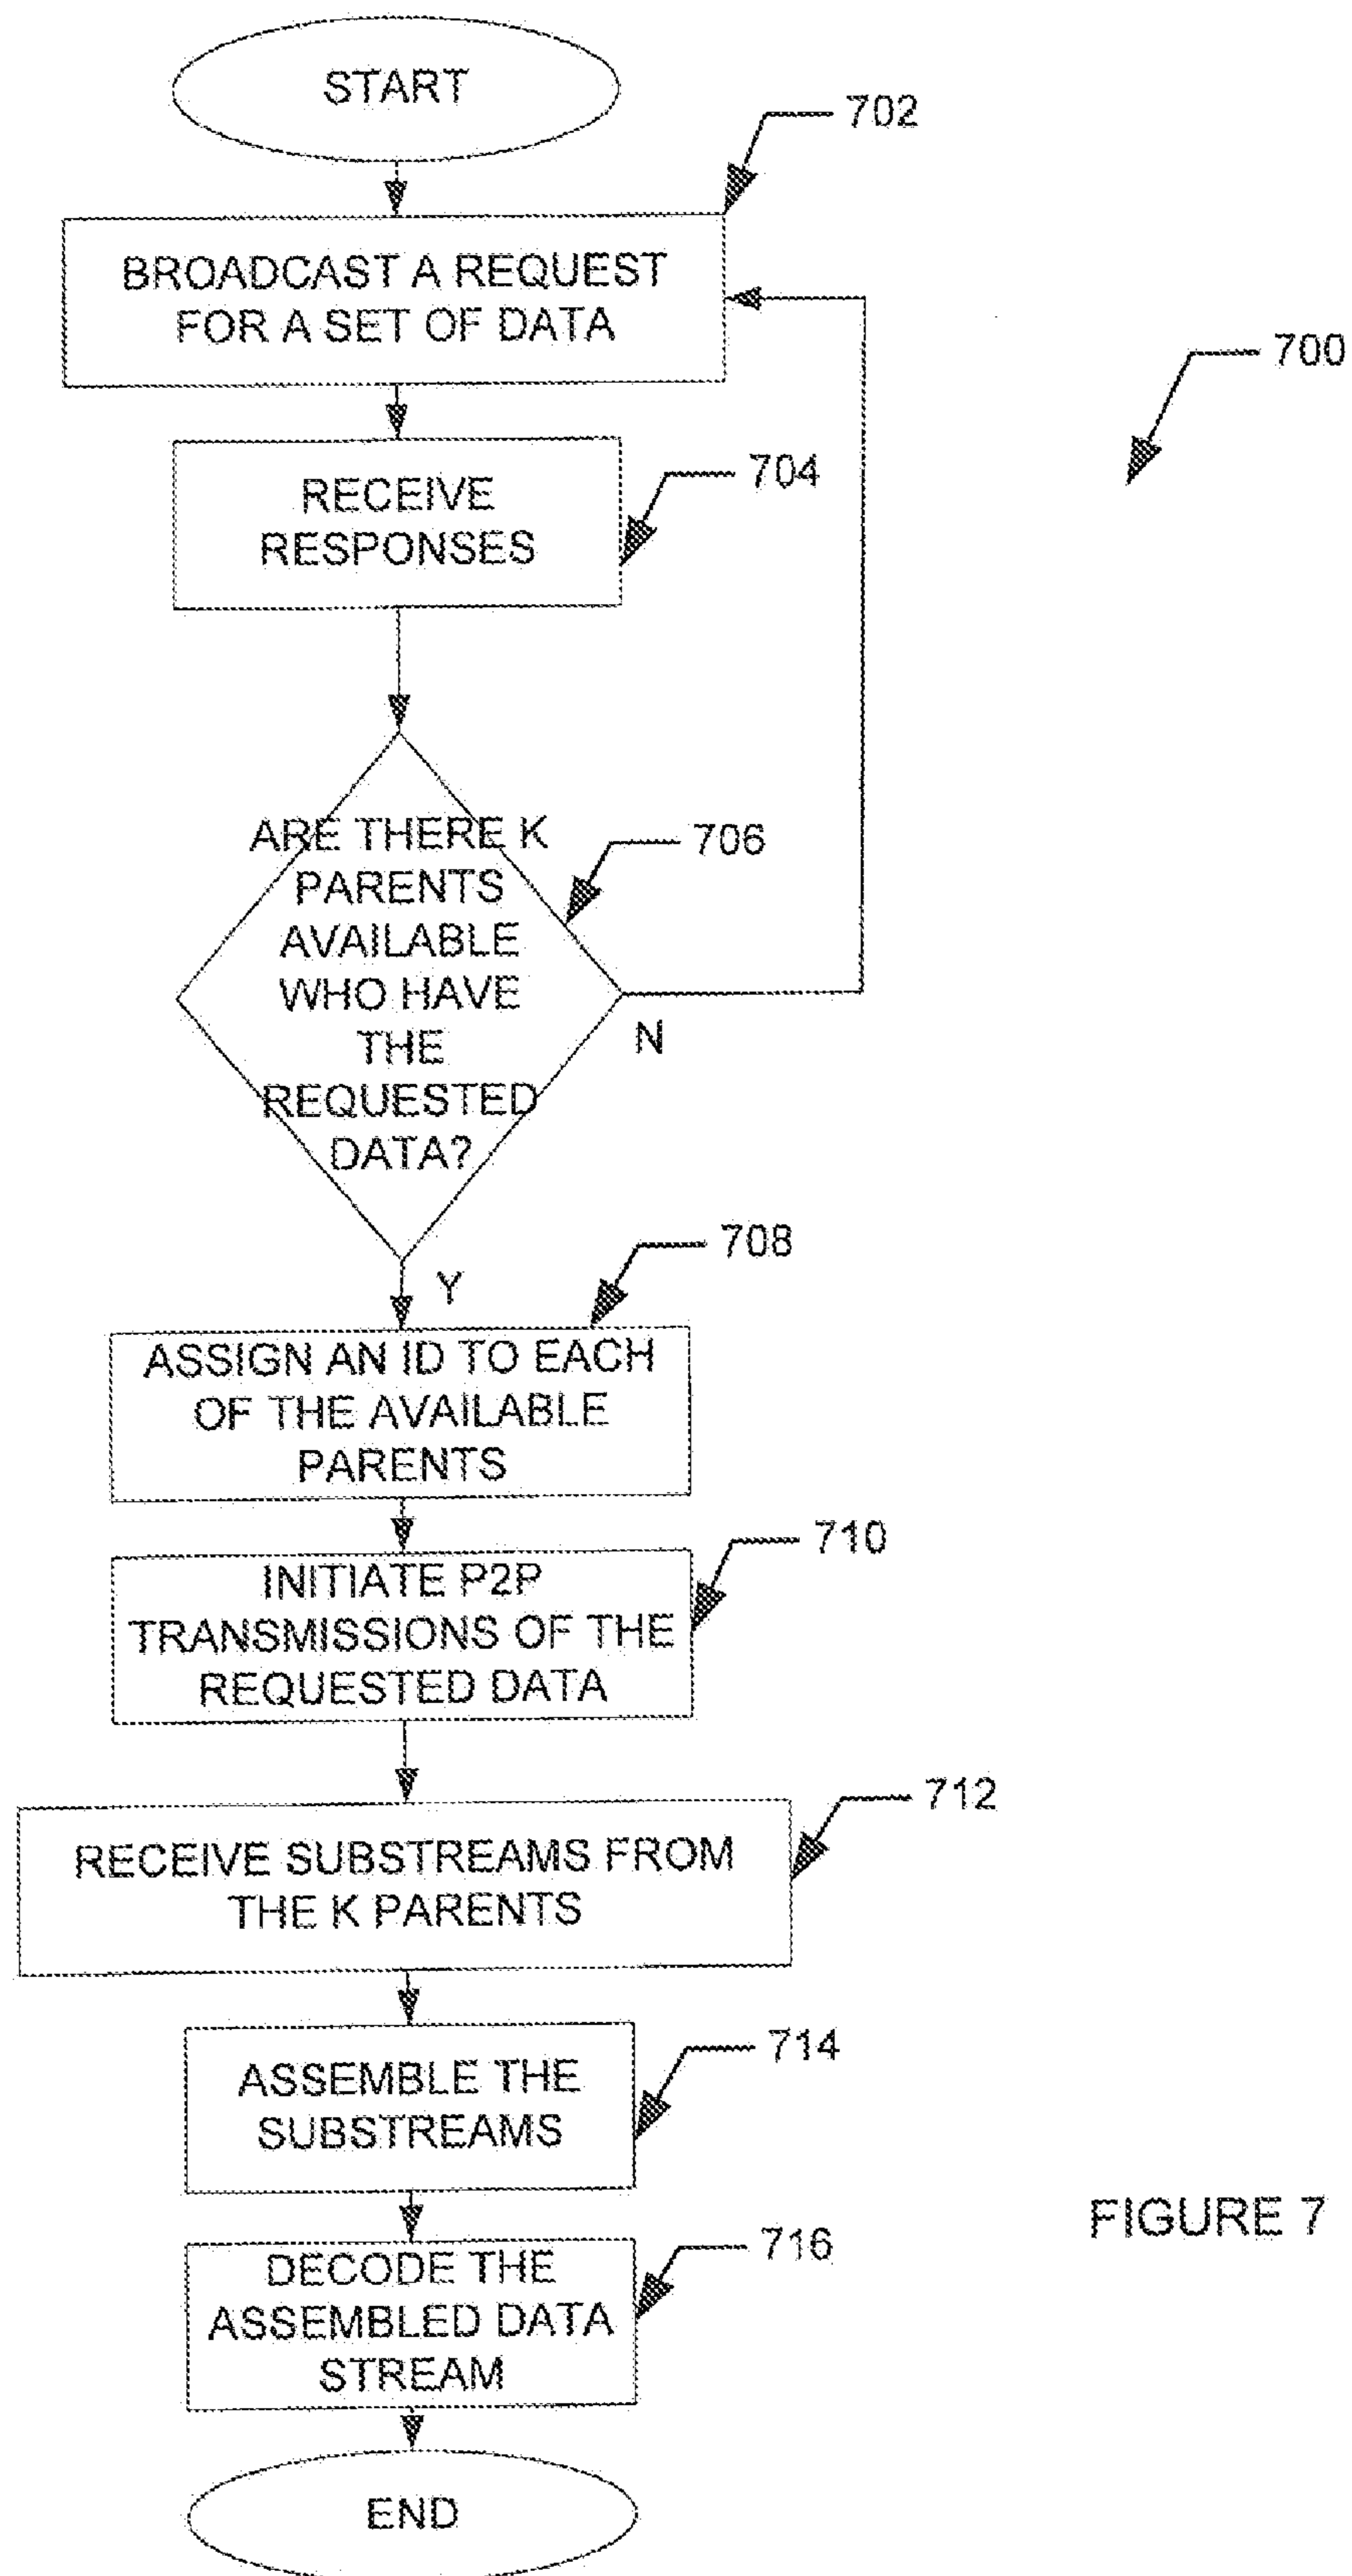 START
702
BROADCAST A REQUEST
FOR A SET OF DATA
700
RECEIVE
RESPONSES
704
ARE THERE K
PARENTS
AVAILABLE
WHO HAVE
THE
REQUESTED
DATA?
706
N
Y
708
ASSIGN AN ID TO EACH
OF THE AVAILABLE
PARENTS
710
INITIATE P2P
TRANSMISSIONS OF THE
REQUESTED DATA
712
RECEIVE SUBSTREAMS FROM
THE K PARENTS
714
ASSEMBLE THE
SUBSTREAMS
716
DECODE THE
ASSEMBLED DATA
STREAM
FIGURE 7
END